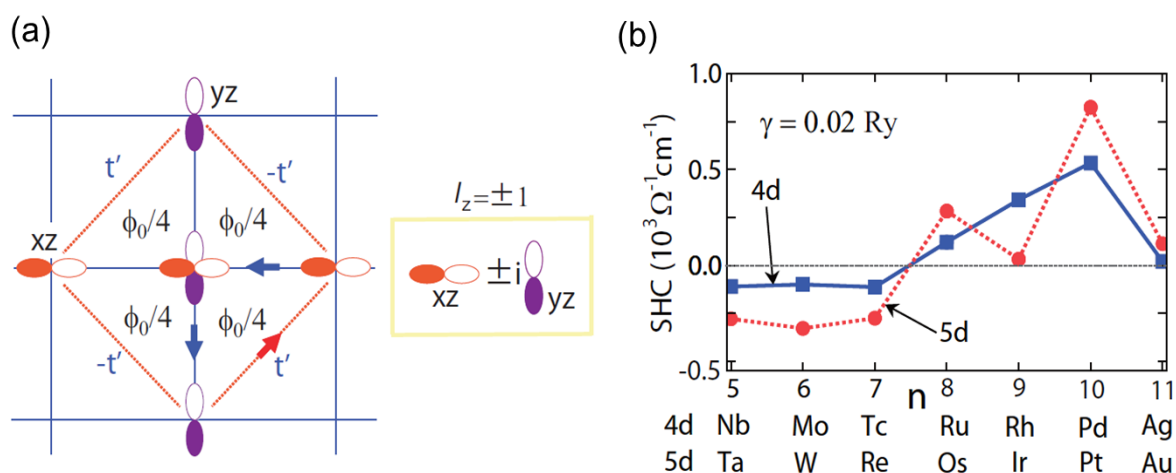 (a)
yz
t'
-t'
ϕ₀/4 ϕ₀/4
xz
ϕ₀/4 ϕ₀/4
-t'
t'
l_z=±1
xz ±i yz
(b)
1.0
0.5
0.0
-0.5
SHC (10³ Ω⁻¹cm⁻¹)
γ = 0.02 Ry
4d
5d
5 6 7 8 9 10 11
n
4d Nb Mo Tc Ru Rh Pd Ag
5d Ta W Re Os Ir Pt Au